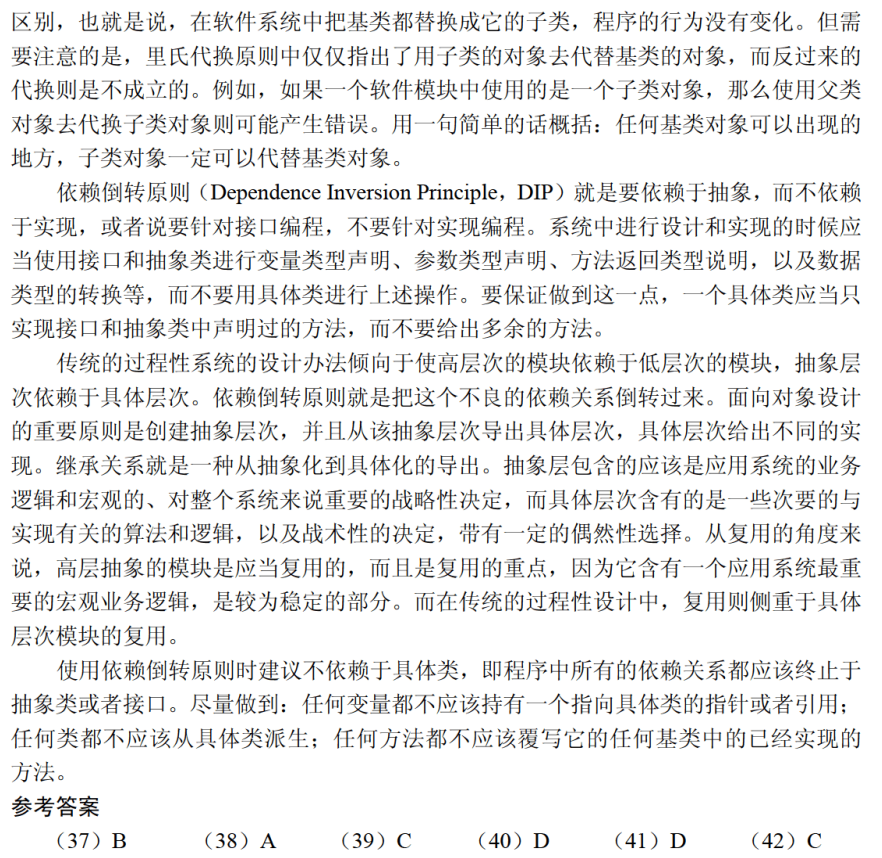 区别，也就是说，在软件系统中把基类都替换成它的子类，程序的行为没有变化。但需
要注意的是，里氏代换原则中仅仅指出了用子类的对象去代替基类的对象，而反过来的
代换则是不成立的。例如，如果一个软件模块中使用的是一个子类对象，那么使用父类
对象去代换子类对象则可能产生错误。用一句简单的话概括：任何基类对象可以出现的
地方，子类对象一定可以代替基类对象。
依赖倒转原则（Dependence Inversion Principle，DIP）就是要依赖于抽象，而不依赖
于实现，或者说要针对接口编程，不要针对实现编程。系统中进行设计和实现的时候应
当使用接口和抽象类进行变量类型声明、参数类型声明、方法返回类型说明，以及数据
类型的转换等，而不要用具体类进行上述操作。要保证做到这一点，一个具体类应当只
实现接口和抽象类中声明过的方法，而不要给出多余的方法。
传统的过程性系统的设计办法倾向于使高层次的模块依赖于低层次的模块，抽象层
次依赖于具体层次。依赖倒转原则就是把这个不良的依赖关系倒转过来。面向对象设计
的重要原则是创建抽象层次，并且从该抽象层次导出具体层次，具体层次给出不同的实
现。继承关系就是一种从抽象化到具体化的导出。抽象层包含的应该是应用系统的业务
逻辑和宏观的、对整个系统来说重要的战略性决定，而具体层次含有的是一些次要的与
实现有关的算法和逻辑，以及战术性的决定，带有一定的偶然性选择。从复用的角度来
说，高层抽象的模块是应当复用的，而且是复用的重点，因为它含有一个应用系统最重
要的宏观业务逻辑，是较为稳定的部分。而在传统的过程性设计中，复用则侧重于具体
层次模块的复用。
使用依赖倒转原则时建议不依赖于具体类，即程序中所有的依赖关系都应该终止于
抽象类或者接口。尽量做到：任何变量都不应该持有一个指向具体类的指针或者引用；
任何类都不应该从具体类派生；任何方法都不应该覆写它的任何基类中的已经实现的
方法。
参考答案
（37）B （38）A （39）C （40）D （41）D （42）C